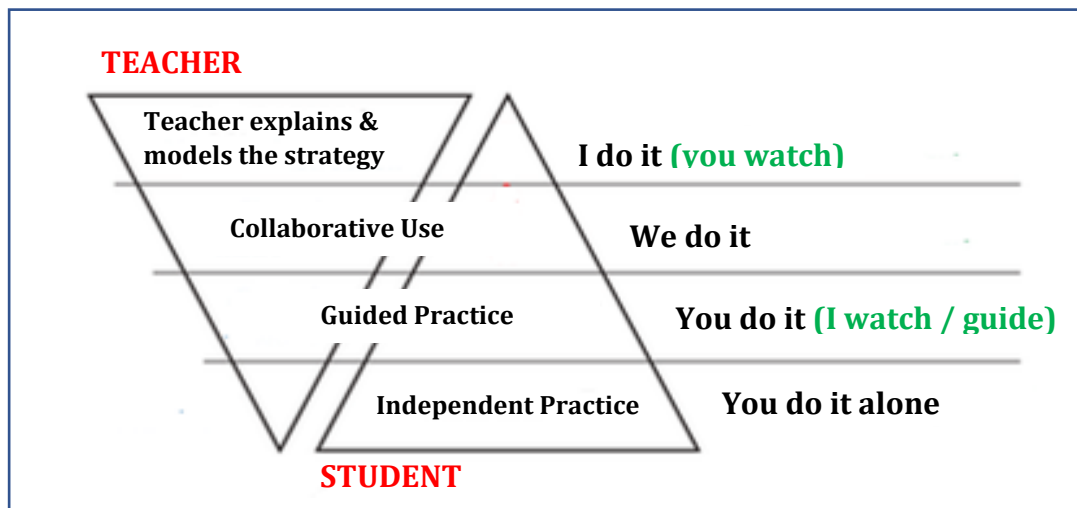 TEACHER
Teacher explains &
models the strategy
I do it (you watch)
Collaborative Use
We do it
Guided Practice
You do it (I watch / guide)
Independent Practice
You do it alone
STUDENT